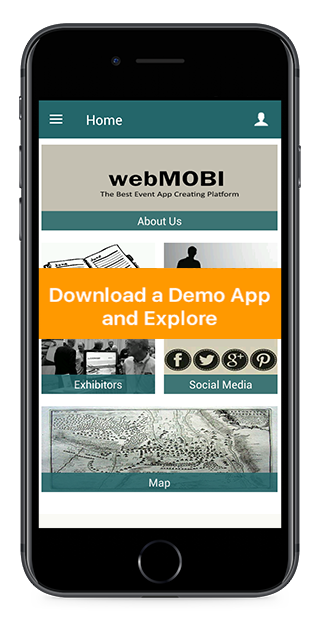 Home
webMOBI
The Best Event App Creating Platform
About Us
Download a Demo App
and Explore
Exhibitors
Social Media
Map